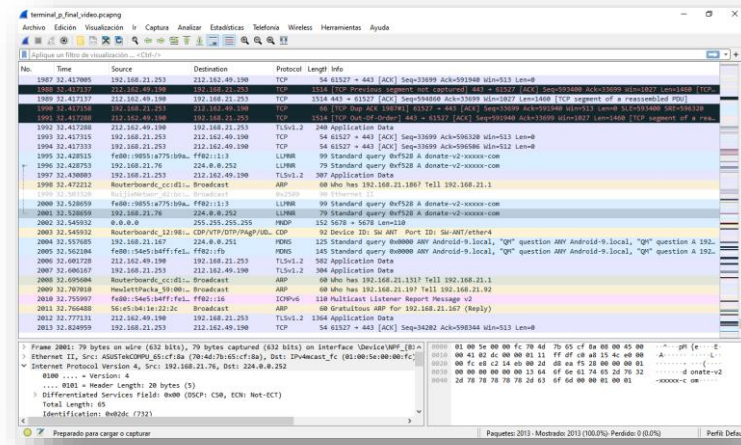 terminal_p_final_video.pcapng
Archivo Edición Visualización Ir Captura Analizar Estadísticas Telefonía Wireless Herramientas Ayuda
Aplique un filtro de visualización ... <Ctrl-/>
No. Time Source Destination Protocol Length Info
1987 32.417005 192.168.21.253 212.162.49.190 TCP 54 61527 → 443 [ACK] Seq=33699 Ack=591940 Win=513 Len=0
1988 32.417137 212.162.49.190 192.168.21.253 TCP 1514 [TCP Previous segment not captured] 443 → 61527 [ACK] Seq=593400 Ack=33699 Win=1027 Len=1460 [TCP…
1989 32.417137 212.162.49.190 192.168.21.253 TCP 1514 443 → 61527 [ACK] Seq=594860 Ack=33699 Win=1027 Len=1460 [TCP segment of a reassembled PDU]
1990 32.417158 192.168.21.253 212.162.49.190 TCP 66 [TCP Dup ACK 1987#1] 61527 → 443 [ACK] Seq=33699 Ack=591940 Win=513 Len=0 SLE=593400 SRE=596320
1991 32.417288 212.162.49.190 192.168.21.253 TCP 1514 [TCP Out-Of-Order] 443 → 61527 [ACK] Seq=591940 Ack=33699 Win=1027 Len=1460 [TCP segment of a rea…
1992 32.417288 212.162.49.190 192.168.21.253 TLSv1.2 240 Application Data
1993 32.417315 192.168.21.253 212.162.49.190 TCP 54 61527 → 443 [ACK] Seq=33699 Ack=596320 Win=513 Len=0
1994 32.417333 192.168.21.253 212.162.49.190 TCP 54 61527 → 443 [ACK] Seq=33699 Ack=596506 Win=512 Len=0
1995 32.428515 fe80::9855:a775:b9a… ff02::1:3 LLMNR 99 Standard query 0xf528 A donate-v2-xxxxx-com
1996 32.428753 192.168.21.76 224.0.0.252 LLMNR 79 Standard query 0xf528 A donate-v2-xxxxx-com
1997 32.430803 212.162.49.190 192.168.21.253 TLSv1.2 307 Application Data
1998 32.472212 Routerboardc_cc:d1:… Broadcast ARP 60 Who has 192.168.21.186? Tell 192.168.21.1
2000 32.528659 fe80::9855:a775:b9a… ff02::1:3 LLMNR 99 Standard query 0xf528 A donate-v2-xxxxx-com
2001 32.528659 192.168.21.76 224.0.0.252 LLMNR 79 Standard query 0xf528 A donate-v2-xxxxx-com
2002 32.545932 0.0.0.0 255.255.255.255 MNDP 152 5678 → 5678 Len=110
2003 32.545932 Routerboardc_12:98:… CDP/VTP/DTP/PAgP/UD… CDP 92 Device ID: SW ANT Port ID: SW-ANT/ether4
2004 32.557685 192.168.21.167 224.0.0.251 MDNS 125 Standard query 0x0000 ANY Android-9.local, "QM" question ANY Android-9.local, "QM" question A 192…
2005 32.562104 fe80::54e5:b4ff:fe1… ff02::fb MDNS 145 Standard query 0x0000 ANY Android-9.local, "QM" question ANY Android-9.local, "QM" question A 192…
2006 32.601728 212.162.49.190 192.168.21.253 TLSv1.2 582 Application Data
2007 32.606167 192.168.21.253 212.162.49.190 TLSv1.2 304 Application Data
2008 32.695604 Routerboardc_cc:d1:… Broadcast ARP 60 Who has 192.168.21.131? Tell 192.168.21.1
2009 32.707010 HewlettPacka_59:00:… Broadcast ARP 60 Who has 192.168.21.19? Tell 192.168.21.92
2010 32.755997 fe80::54e5:b4ff:fe1… ff02::16 ICMPv6 110 Multicast Listener Report Message v2
2011 32.766488 56:e5:b4:1e:22:2c Broadcast ARP 60 Gratuitous ARP for 192.168.21.167 (Reply)
2012 32.777131 212.162.49.190 192.168.21.253 TLSv1.2 1364 Application Data
2013 32.824959 192.168.21.253 212.162.49.190 TCP 54 61527 → 443 [ACK] Seq=34202 Ack=598344 Win=513 Len=0
Frame 2001: 79 bytes on wire (632 bits), 79 bytes captured (632 bits) on interface \Device\NPF_{B1A
Ethernet II, Src: ASUSTekCOMPU_65:cf:8a (70:4d:7b:65:cf:8a), Dst: IPv4mcast_fc (01:00:5e:00:00:fc)
Internet Protocol Version 4, Src: 192.168.21.76, Dst: 224.0.0.252
0100 .... = Version: 4
.... 0101 = Header Length: 20 bytes (5)
Differentiated Services Field: 0x00 (DSCP: CS0, ECN: Not-ECT)
Total Length: 65
Identification: 0x02dc (732)
0000 01 00 5e 00 00 fc 70 4d 7b 65 cf 8a 08 00 45 00
0010 00 41 02 dc 00 00 01 11 ff df c0 a8 15 4c e0 00
0020 00 fc e8 c2 14 eb 00 2d d8 ea f5 28 00 00 00 01
0030 00 00 00 00 00 00 13 64 6f 6e 61 74 65 2d 76 32
0040 2d 78 78 78 78 78 2d 63 6f 6d 00 00 01 00 01
Preparado para cargar o capturar
Paquetes: 2013 · Mostrado: 2013 (100.0%) · Perdido: 0 (0.0%)
Perfil: Defau